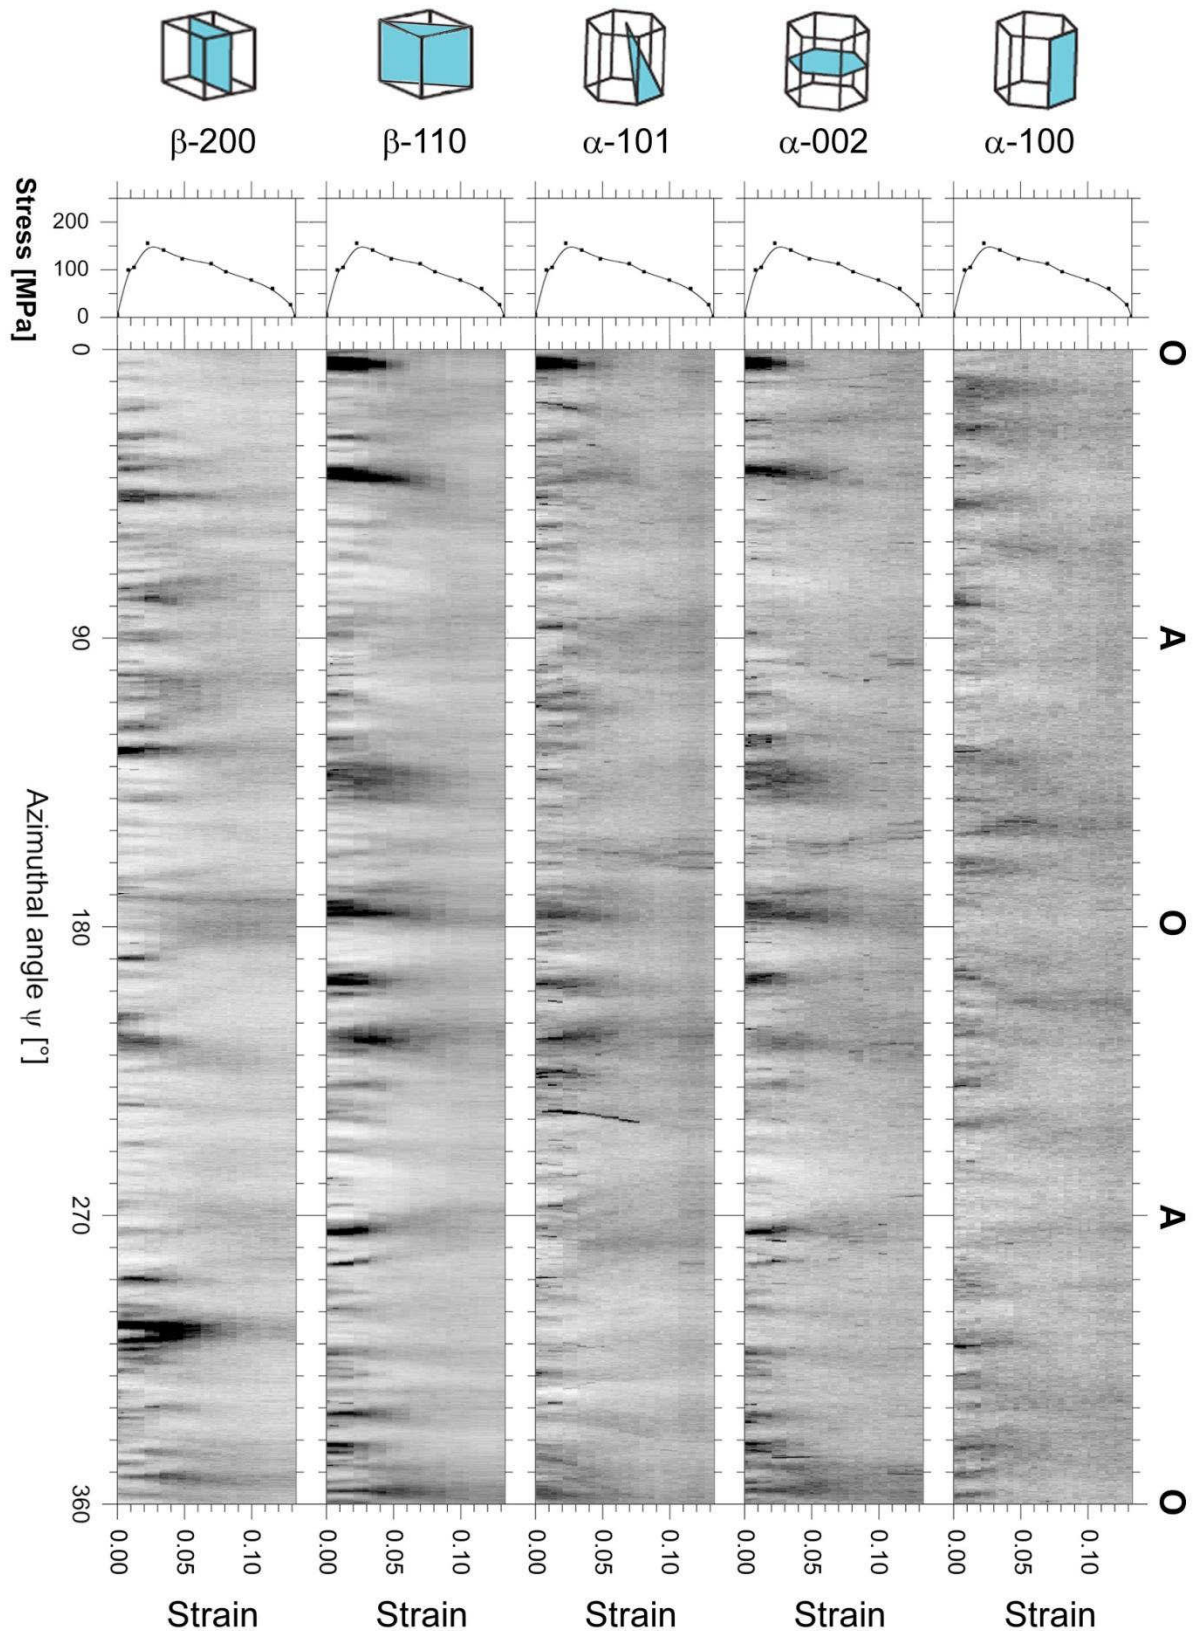 β-200 β-110 α-101 α-002 α-100
Stress [MPa]
200
100
0
0 O
90 A
180 O
270 A
360 O
Azimuthal angle ψ [°]
0.00 0.05 0.10 0.00 0.05 0.10 0.00 0.05 0.10 0.00 0.05 0.10 0.00 0.05 0.10
Strain Strain Strain Strain Strain